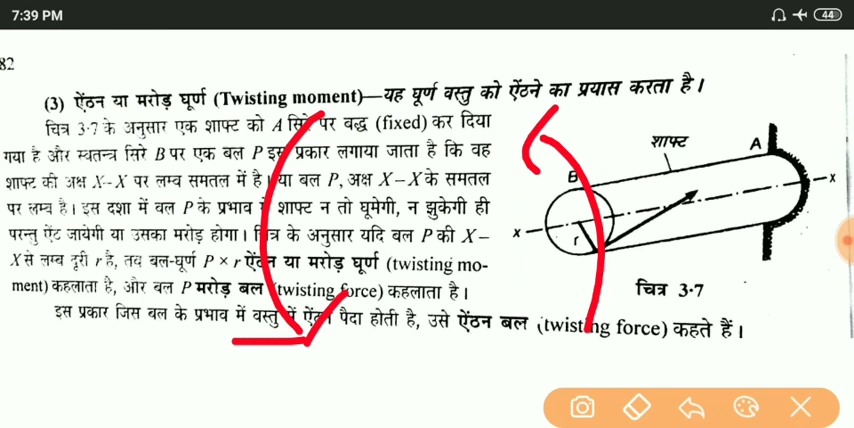 7:39 PM
44
82
(3) ऐंठन या मरोड़ घूर्ण (Twisting moment)—यह घूर्ण वस्तु को ऐंठने का प्रयास करता है।
चित्र 3·7 के अनुसार एक शाफ्ट को A सिरे पर बद्ध (fixed) कर दिया
गया है और स्वतन्त्र सिरे B पर एक बल P इस प्रकार लगाया जाता है कि वह
शाफ्ट की अक्ष X–X पर लम्ब समतल में है। या बल P, अक्ष X–X के समतल
पर लम्ब है। इस दशा में बल P के प्रभाव में शाफ्ट न तो घूमेगी, न झुकेगी ही
परन्तु ऐंट जायेगी या उसका मरोड़ होगा। चित्र के अनुसार यदि बल P की X–
X से लम्ब दूरी r है, तब बल-घूर्ण P × r ऐंठन या मरोड़ घूर्ण (twisting mo-
ment) कहलाता है, और बल P मरोड़ बल (twisting force) कहलाता है।
इस प्रकार जिस बल के प्रभाव में वस्तु में ऐंठन पैदा होती है, उसे ऐंठन बल (twisting force) कहते हैं।
शाफ्ट
A
B
X
X
r
चित्र 3·7